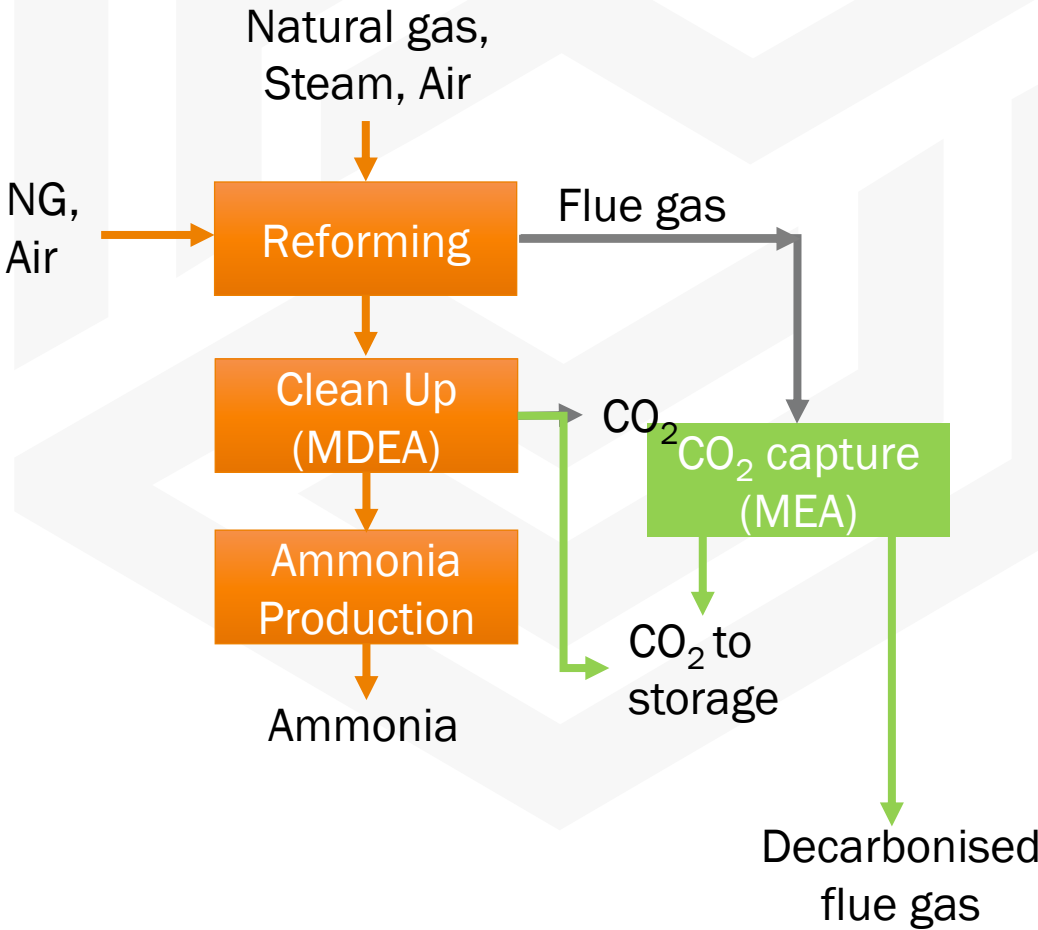 Natural gas,
Steam, Air
NG,
Air
Reforming
Flue gas
Clean Up
(MDEA)
CO₂
CO₂ capture
(MEA)
Ammonia
Production
CO₂ to
storage
Ammonia
Decarbonised
flue gas